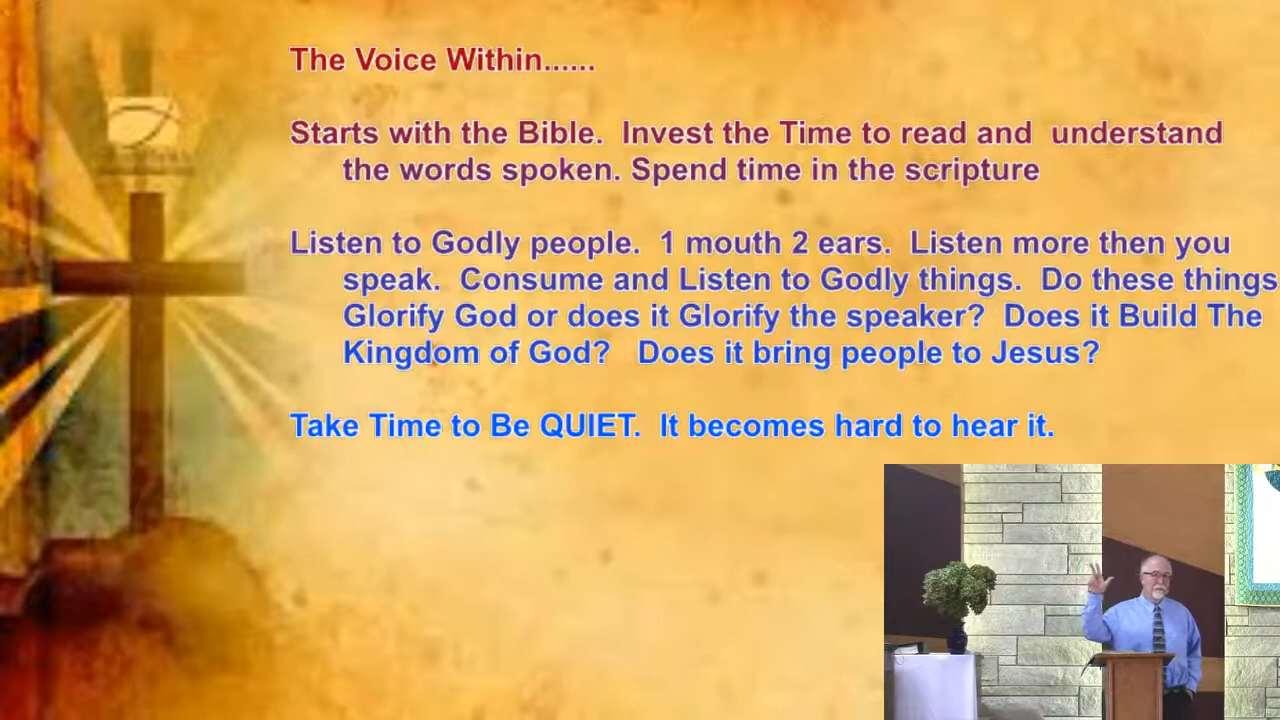 The Voice Within......
Starts with the Bible.  Invest the Time to read and  understand
the words spoken. Spend time in the scripture
Listen to Godly people.  1 mouth 2 ears.  Listen more then you
speak.  Consume and Listen to Godly things.  Do these things
Glorify God or does it Glorify the speaker?  Does it Build The
Kingdom of God?   Does it bring people to Jesus?
Take Time to Be QUIET.  It becomes hard to hear it.